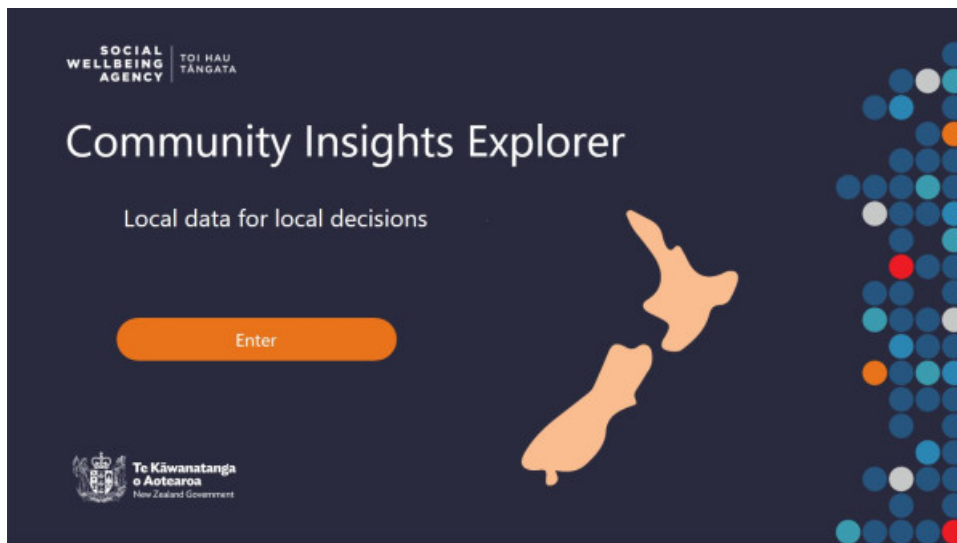 SOCIAL
WELLBEING
AGENCY
TOI HAU
TĀNGATA
Community Insights Explorer
Local data for local decisions
Enter
Te Kāwanatanga
o Aotearoa
New Zealand Government